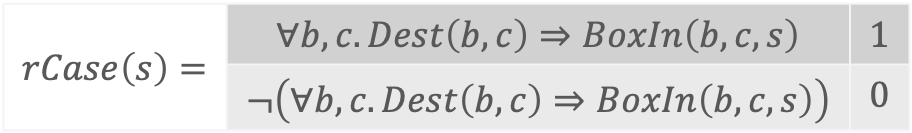 rCase(s) =
∀b, c. Dest(b, c) ⇒ BoxIn(b, c, s) 1
¬(∀b, c. Dest(b, c) ⇒ BoxIn(b, c, s)) 0